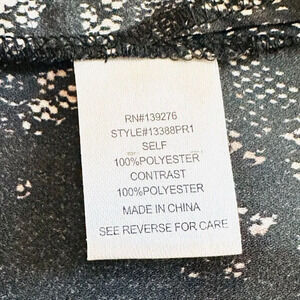 RN#139276
STYLE#13388PR1
SELF
100%POLYESTER
CONTRAST
100%POLYESTER
MADE IN CHINA
SEE REVERSE FOR CARE